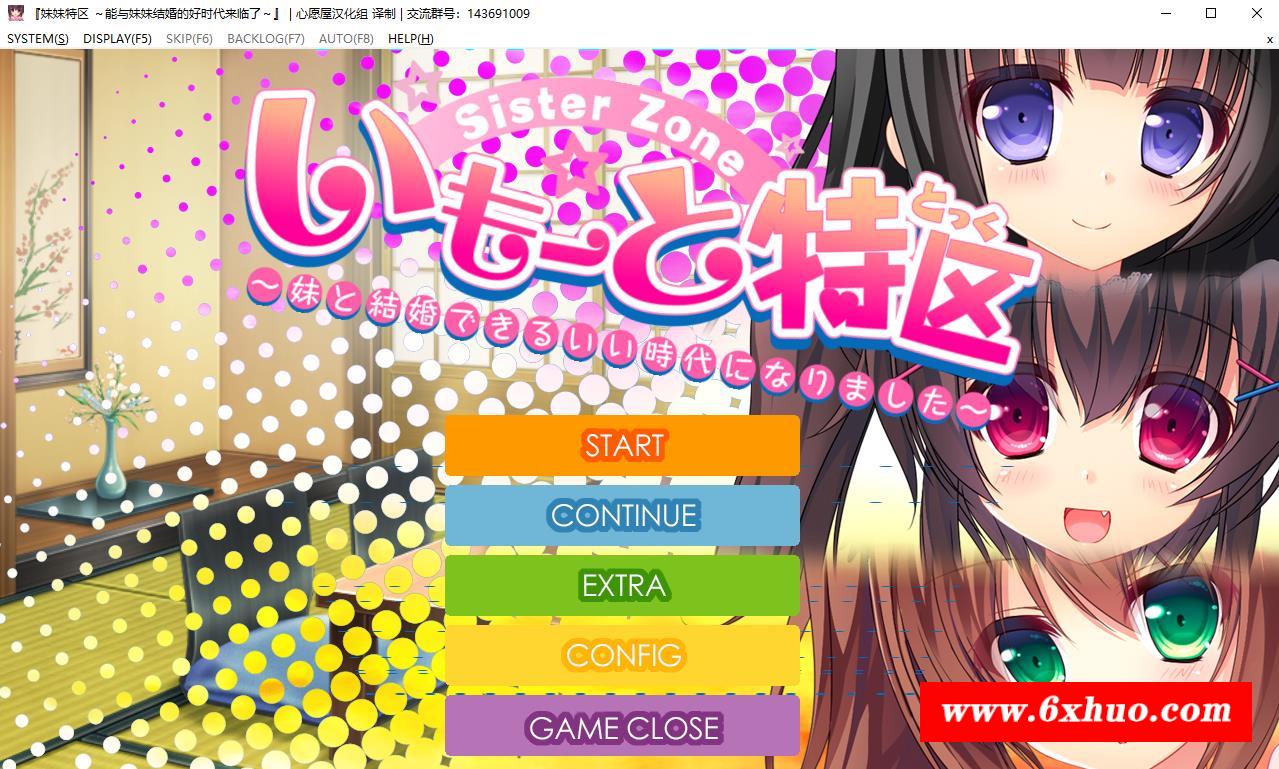 『妹妹特区 ～能与妹妹结婚的好时代来临了～』 | 心愿屋汉化组 译制 | 交流群号：143691009
SYSTEM(S) DISPLAY(F5) SKIP(F6) BACKLOG(F7) AUTO(F8) HELP(H) x
Sister Zone
いもーと特区
とっく
～妹と結婚できるいい時代になりました～
START
CONTINUE
EXTRA
CONFIG
GAME CLOSE
www.6xhuo.com